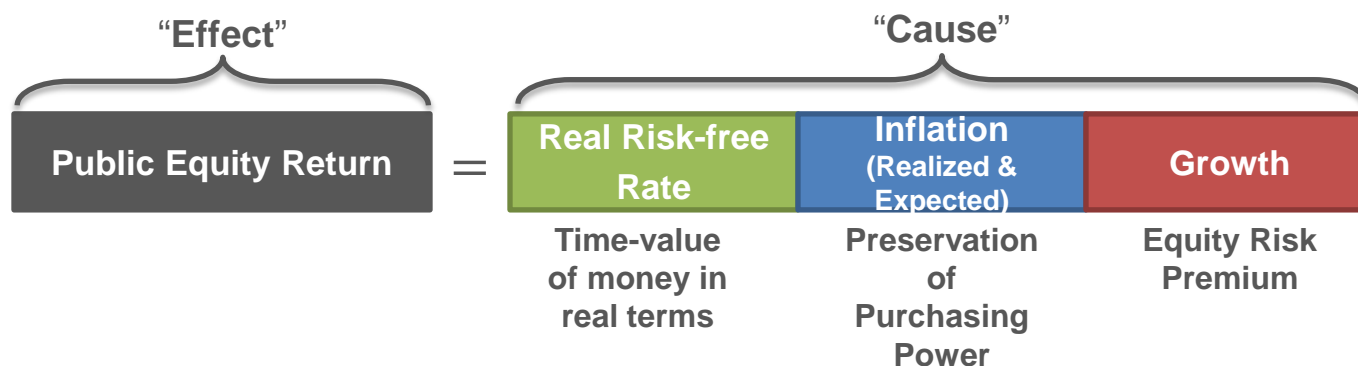 “Effect”
“Cause”
Public Equity Return
=
Real Risk-free
Rate
Inflation
(Realized &
Expected)
Growth
Time-value
of money in
real terms
Preservation
of
Purchasing
Power
Equity Risk
Premium